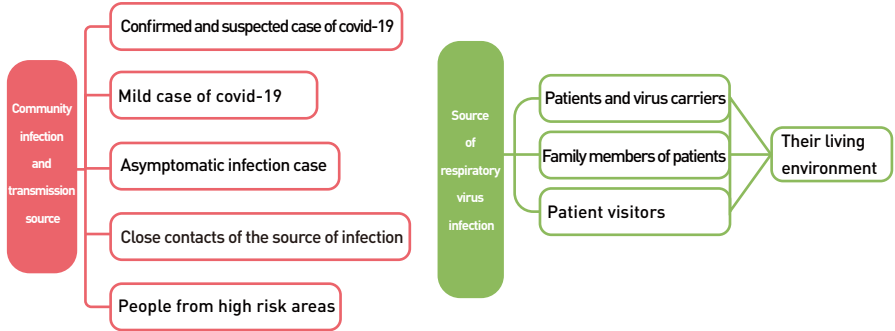 Community
infection
and
transmission
source
Confirmed and suspected case of covid-19
Mild case of covid-19
Asymptomatic infection case
Close contacts of the source of infection
People from high risk areas
Source
of
respiratory
virus
infection
Patients and virus carriers
Family members of patients
Patient visitors
Their living
environment